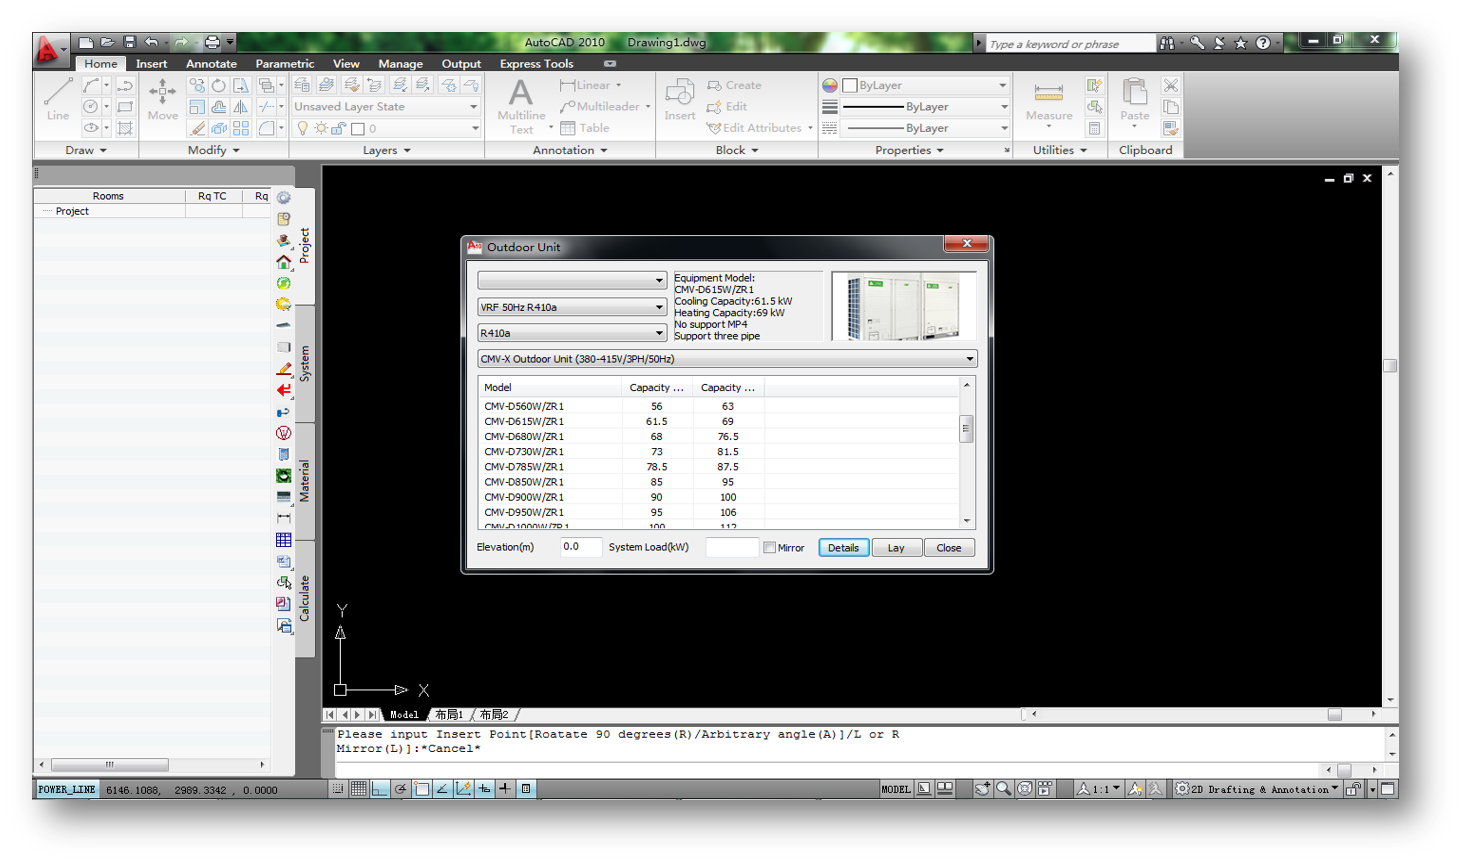 AutoCAD 2010 Drawing1.dwg
Type a keyword or phrase
Home Insert Annotate Parametric View Manage Output Express Tools
Line
Move
Unsaved Layer State
0
Multiline Text
Linear
Multileader
Table
Insert
Create
Edit
Edit Attributes
ByLayer
ByLayer
ByLayer
Measure
Paste
Draw Modify Layers Annotation Block Properties Utilities Clipboard
Rooms Rq TC Rq
Project
Project
System
Material
Calculate
Outdoor Unit
VRF 50Hz R410a
R410a
Equipment Model:
CMV-D615W/ZR1
Cooling Capacity:61.5 kW
Heating Capacity:69 kW
No support MP4
Support three pipe
CMV-X Outdoor Unit (380-415V/3PH/50Hz)
Model Capacity ... Capacity ...
CMV-D560W/ZR1 56 63
CMV-D615W/ZR1 61.5 69
CMV-D680W/ZR1 68 76.5
CMV-D730W/ZR1 73 81.5
CMV-D785W/ZR1 78.5 87.5
CMV-D850W/ZR1 85 95
CMV-D900W/ZR1 90 100
CMV-D950W/ZR1 95 106
CMV-D1000W/ZR1 100 112
Elevation(m) 0.0 System Load(kW) Mirror Details Lay Close
Y
X
Model 布局1 布局2
Please input Insert Point[Roatate 90 degrees(R)/Arbitrary angle(A)]/L or R
Mirror(L)]:*Cancel*
POWER_LINE 6146.1088, 2989.3342 , 0.0000
MODEL 1:1 2D Drafting & Annotation